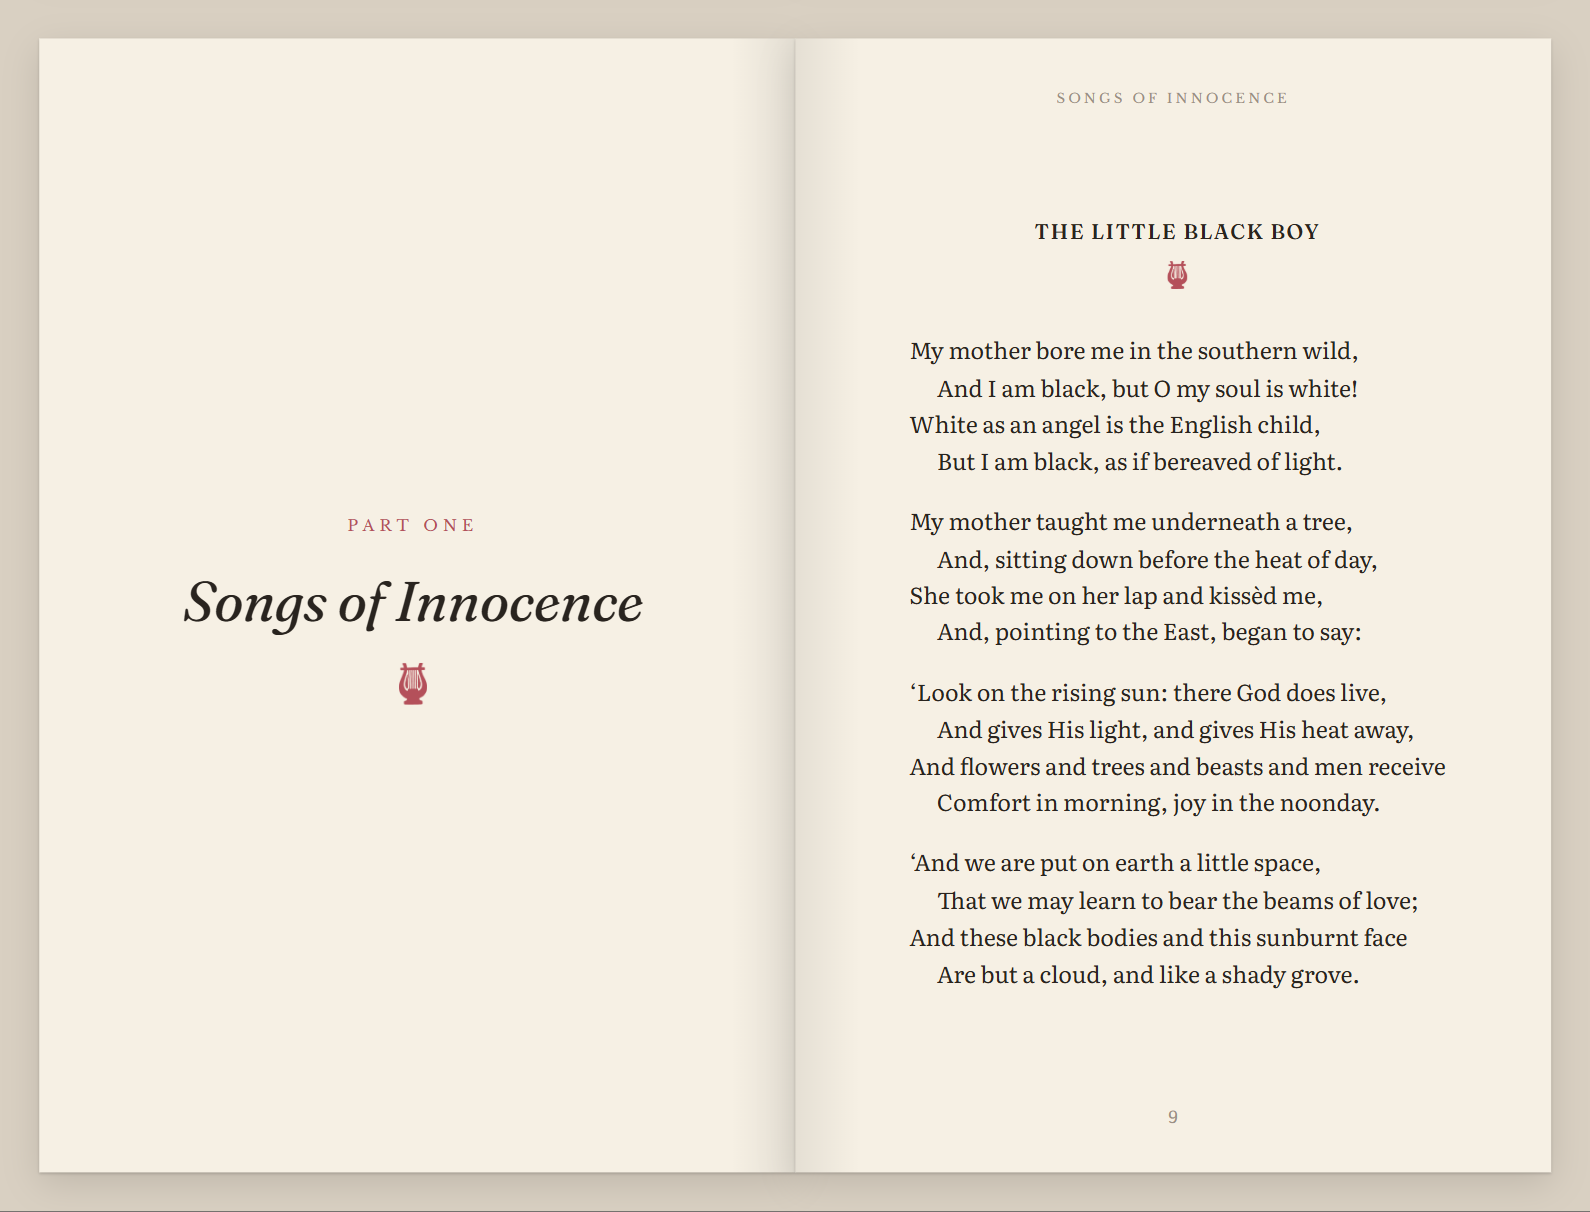 PART ONE
Songs of Innocence
SONGS OF INNOCENCE
THE LITTLE BLACK BOY
My mother bore me in the southern wild,
And I am black, but O my soul is white!
White as an angel is the English child,
But I am black, as if bereaved of light.
My mother taught me underneath a tree,
And, sitting down before the heat of day,
She took me on her lap and kissèd me,
And, pointing to the East, began to say:
‘Look on the rising sun: there God does live,
And gives His light, and gives His heat away,
And flowers and trees and beasts and men receive
Comfort in morning, joy in the noonday.
‘And we are put on earth a little space,
That we may learn to bear the beams of love;
And these black bodies and this sunburnt face
Are but a cloud, and like a shady grove.
9